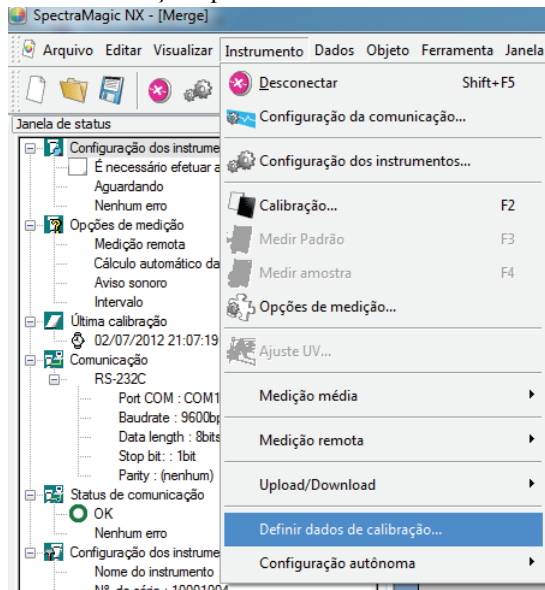 SpectraMagic NX - [Merge]
Arquivo Editar Visualizar Instrumento Dados Objeto Ferramenta Janela
Janela de status
Configuração dos instrume
É necessário efetuar a
Aguardando
Nenhum erro
Opções de medição
Medição remota
Cálculo automático da
Aviso sonoro
Intervalo
Última calibração
02/07/2012 21:07:19
Comunicação
RS-232C
Port COM : COM1
Baudrate : 9600bp
Data length : 8bits
Stop bit: : 1bit
Parity : (nenhum)
Status de comunicação
OK
Nenhum erro
Configuração dos instrume
Nome do instrumento
Nº de série : 10001004
Desconectar Shift+F5
Configuração da comunicação...
Configuração dos instrumentos...
Calibração... F2
Medir Padrão F3
Medir amostra F4
Opções de medição...
Ajuste UV...
Medição média
Medição remota
Upload/Download
Definir dados de calibração...
Configuração autônoma